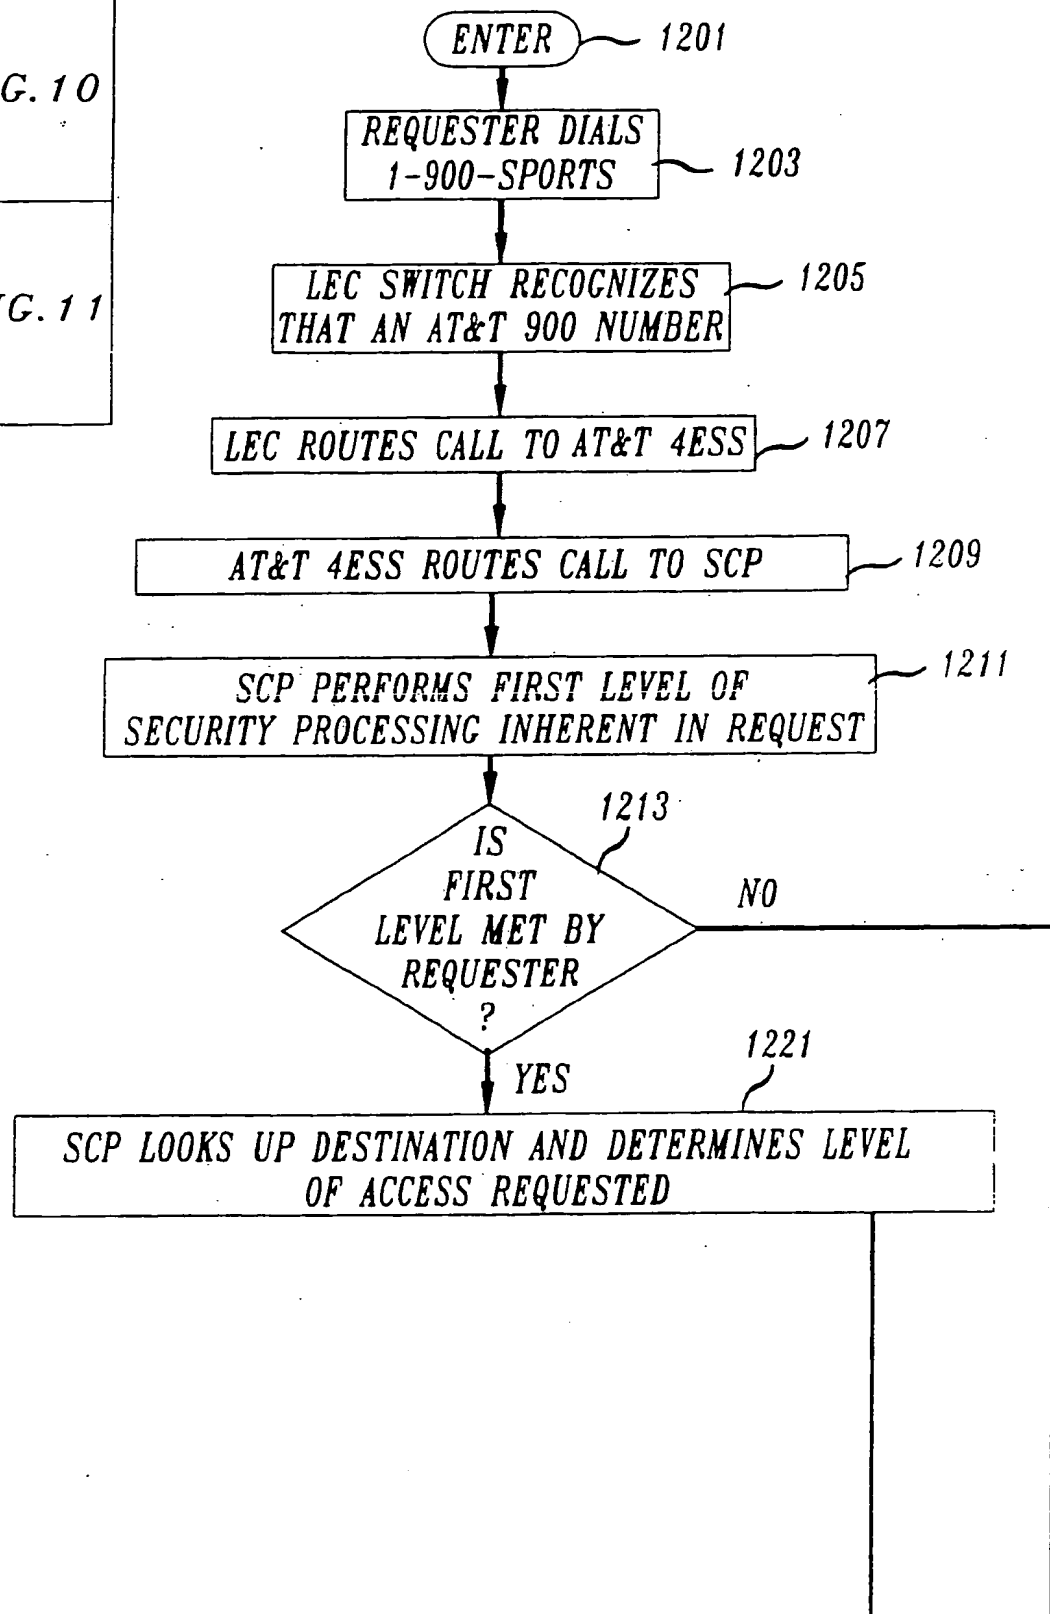 G.10
G.11
ENTER
1201
REQUESTER DIALS
1-900-SPORTS
1203
LEC SWITCH RECOGNIZES
THAT AN AT&T 900 NUMBER
1205
LEC ROUTES CALL TO AT&T 4ESS
1207
AT&T 4ESS ROUTES CALL TO SCP
1209
SCP PERFORMS FIRST LEVEL OF
SECURITY PROCESSING INHERENT IN REQUEST
1211
1213
IS
FIRST
LEVEL MET BY
REQUESTER
?
NO
YES
1221
SCP LOOKS UP DESTINATION AND DETERMINES LEVEL
OF ACCESS REQUESTED